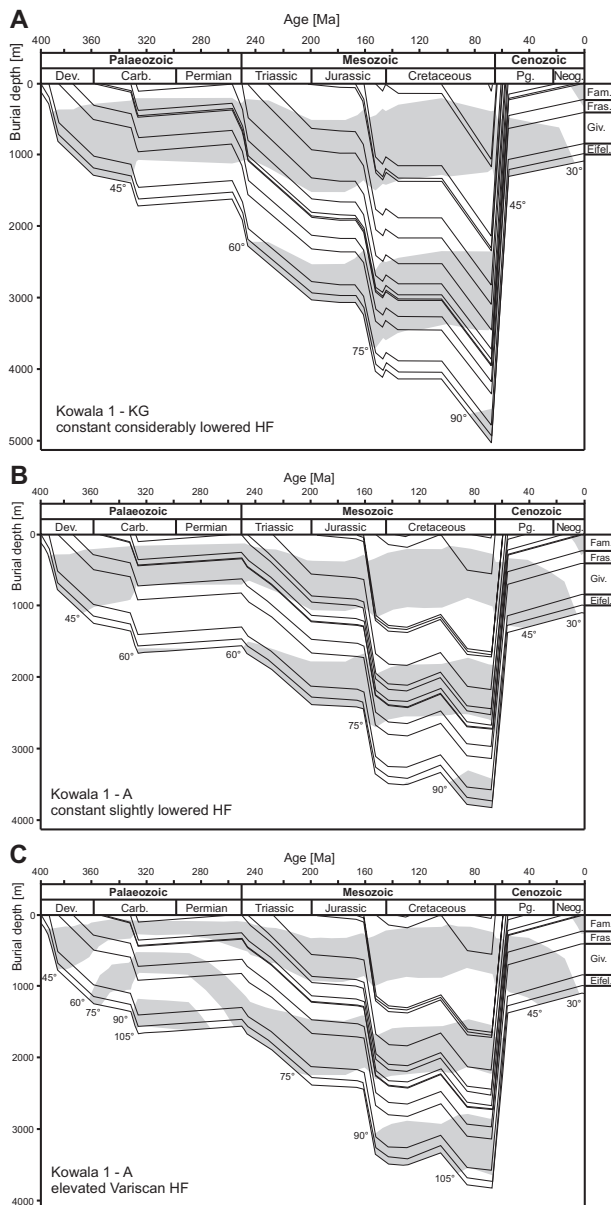 A
Age [Ma]
400 360 320 280 240 200 160 120 80 40 0
Palaeozoic Mesozoic Cenozoic
Dev. Carb. Permian Triassic Jurassic Cretaceous Pg. Neog.
Burial depth [m]
0
1000
2000
3000
4000
5000
Fam.
Fras.
Giv.
Eifel.
45°
60°
75°
90°
45°
30°
Kowala 1 - KG
constant considerably lowered HF
B
Age [Ma]
400 360 320 280 240 200 160 120 80 40 0
Palaeozoic Mesozoic Cenozoic
Dev. Carb. Permian Triassic Jurassic Cretaceous Pg. Neog.
Burial depth [m]
0
1000
2000
3000
4000
Fam.
Fras.
Giv.
Eifel.
45°
60°
60°
75°
90°
45°
30°
Kowala 1 - A
constant slightly lowered HF
C
Age [Ma]
400 360 320 280 240 200 160 120 80 40 0
Palaeozoic Mesozoic Cenozoic
Dev. Carb. Permian Triassic Jurassic Cretaceous Pg. Neog.
Burial depth [m]
0
1000
2000
3000
4000
Fam.
Fras.
Giv.
Eifel.
45°
60°
75°
90°
105°
75°
90°
105°
45°
30°
Kowala 1 - A
elevated Variscan HF